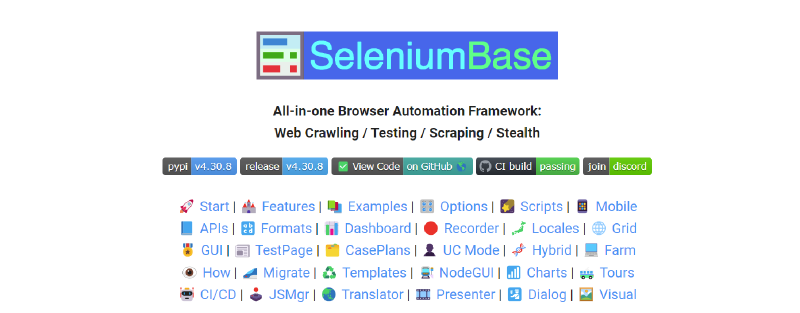 SeleniumBase
All-in-one Browser Automation Framework:
Web Crawling / Testing / Scraping / Stealth
pypi v4.30.8 release v4.30.8 View Code on GitHub CI build passing join discord
Start | Features | Examples | Options | Scripts | Mobile
APIs | Formats | Dashboard | Recorder | Locales | Grid
GUI | TestPage | CasePlans | UC Mode | Hybrid | Farm
How | Migrate | Templates | NodeGUI | Charts | Tours
CI/CD | JSMgr | Translator | Presenter | Dialog | Visual